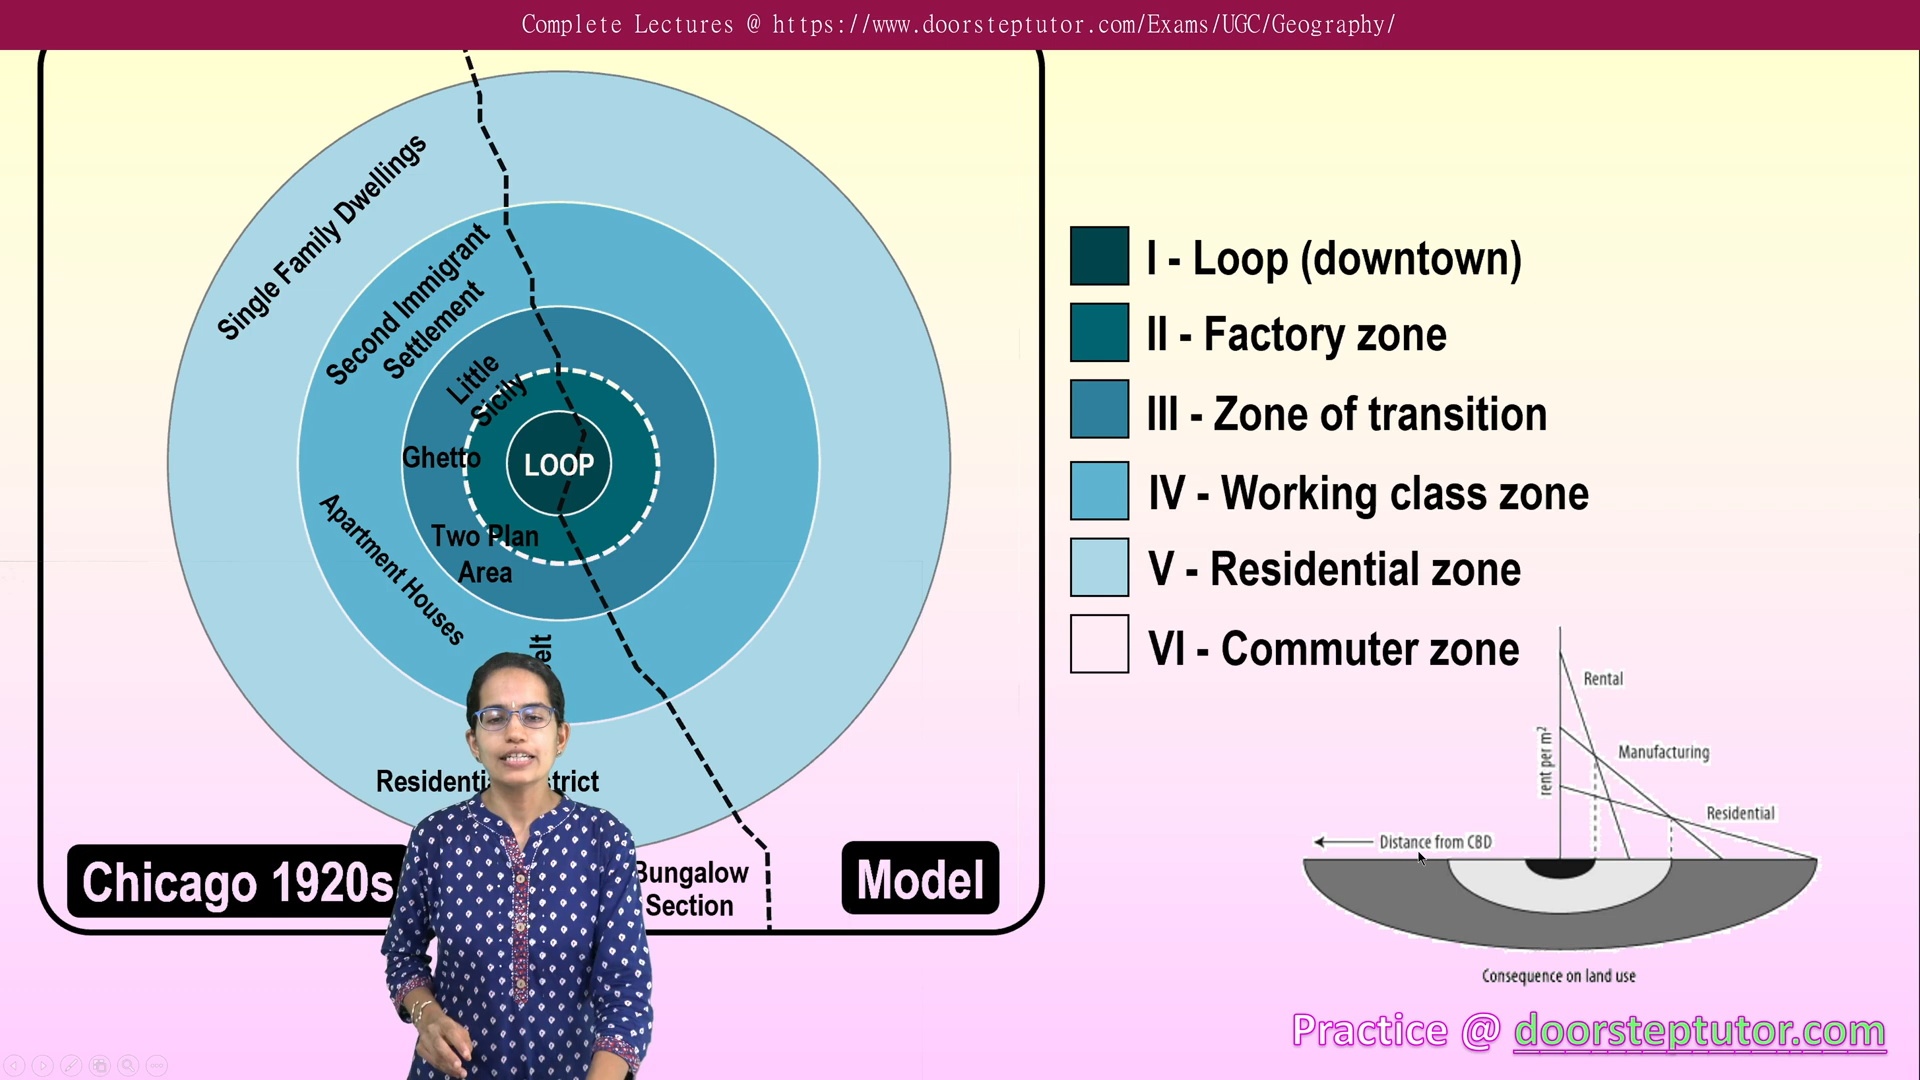 Complete Lectures @ https://www.doorsteptutor.com/Exams/UGC/Geography/
Single Family Dwellings
Second Immigrant
Settlement
Little
Sicily
Ghetto
LOOP
Two Plan
Area
Apartment Houses
Bungalow
Section
Chicago 1920s
Model
I - Loop (downtown)
II - Factory zone
III - Zone of transition
IV - Working class zone
V - Residential zone
VI - Commuter zone
Rental
rent per m²
Manufacturing
Residential
Distance from CBD
Consequence on land use
Practice @ doorsteptutor.com